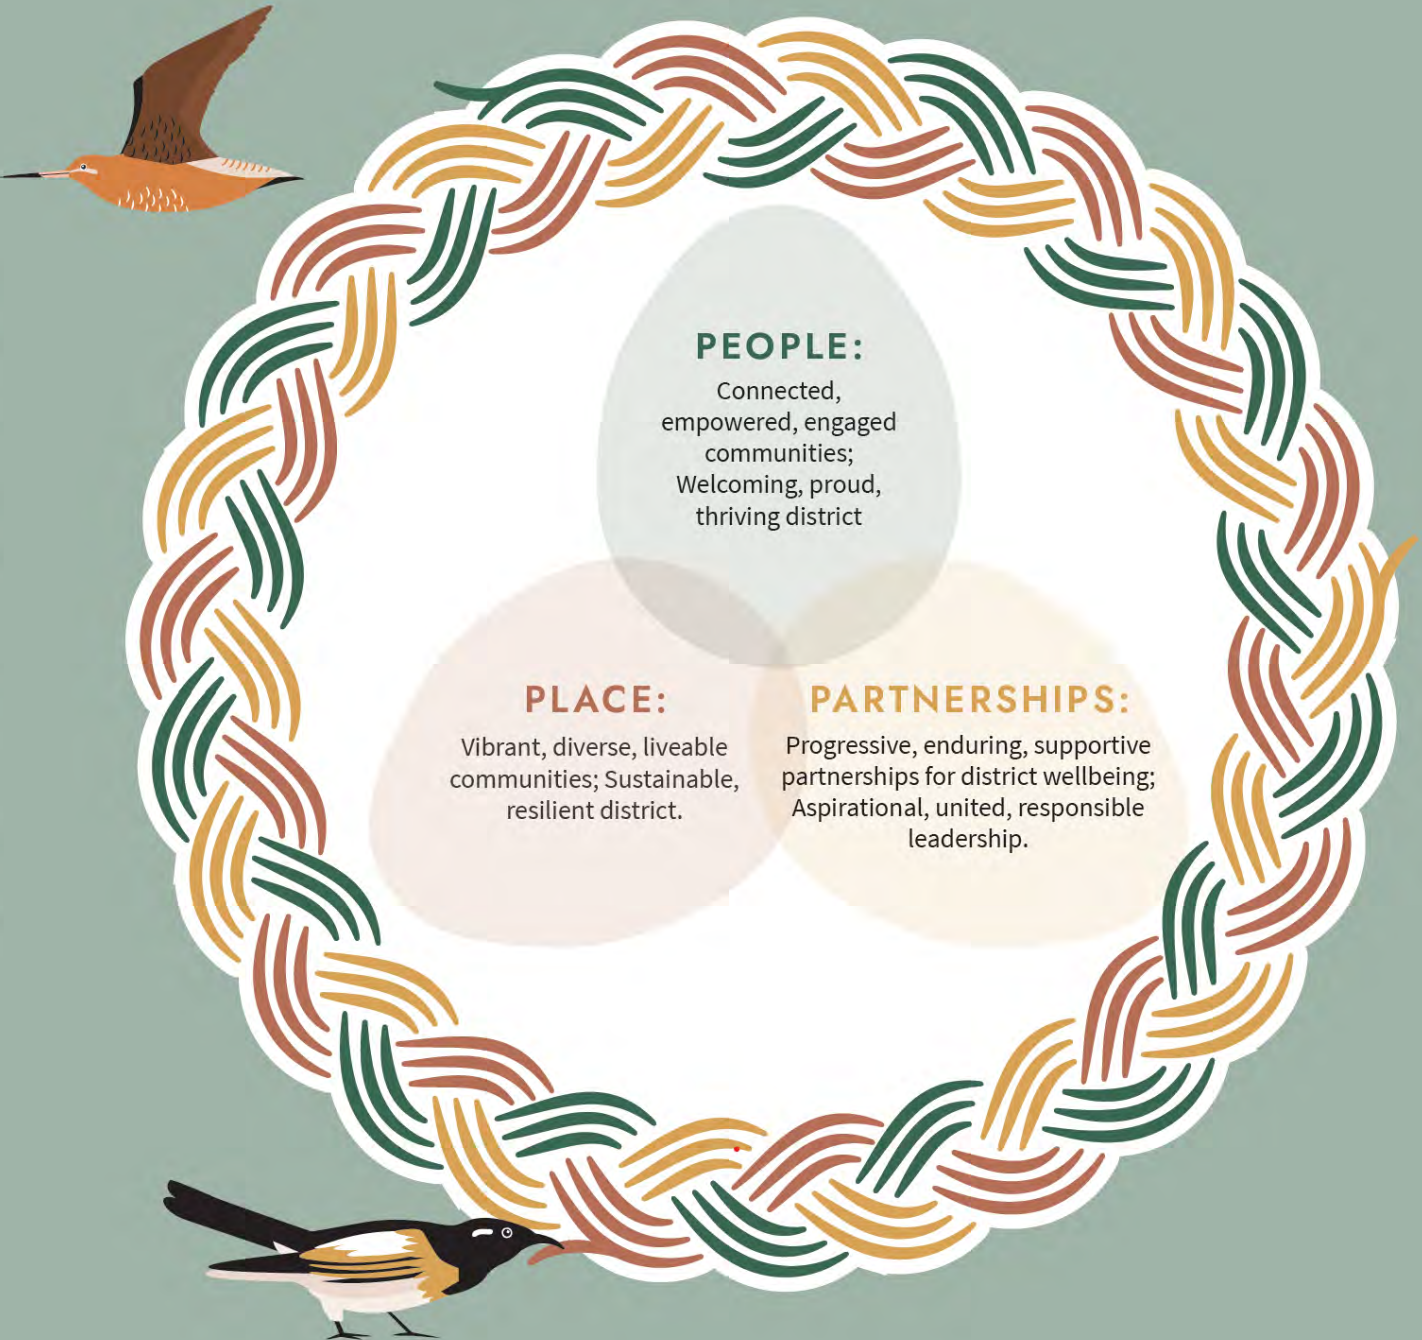 PEOPLE:
Connected,
empowered, engaged
communities;
Welcoming, proud,
thriving district
PLACE:
Vibrant, diverse, liveable
communities; Sustainable,
resilient district.
PARTNERSHIPS:
Progressive, enduring, supportive
partnerships for district wellbeing;
Aspirational, united, responsible
leadership.